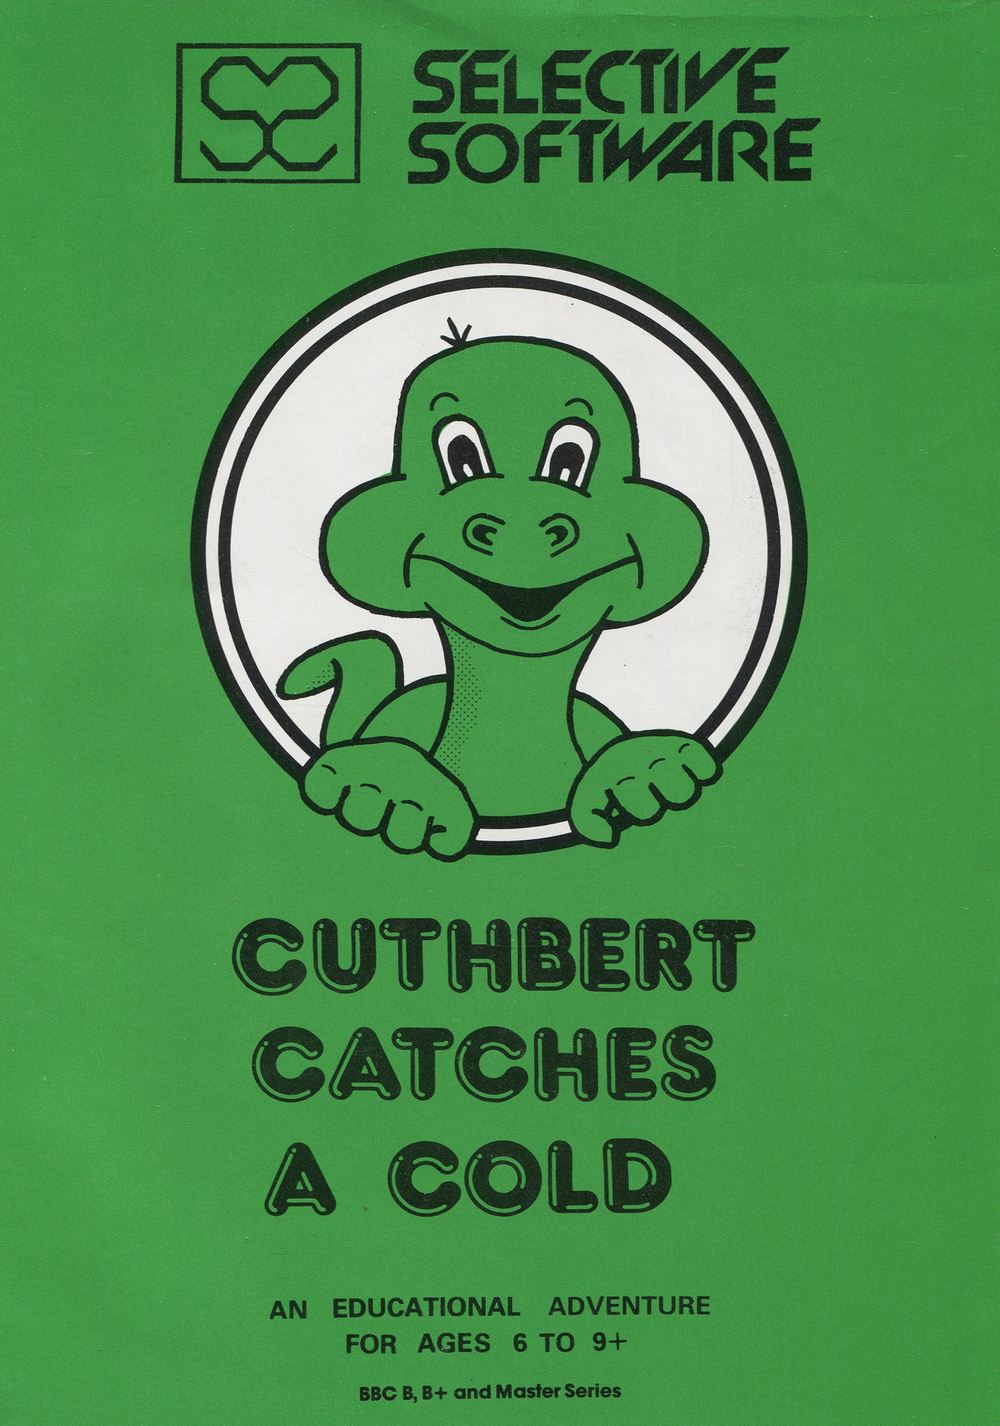 SELECTIVE
SOFTWARE
CUTHBERT
CATCHES
A COLD
AN EDUCATIONAL ADVENTURE
FOR AGES 6 TO 9+
BBC B, B+ and Master Series